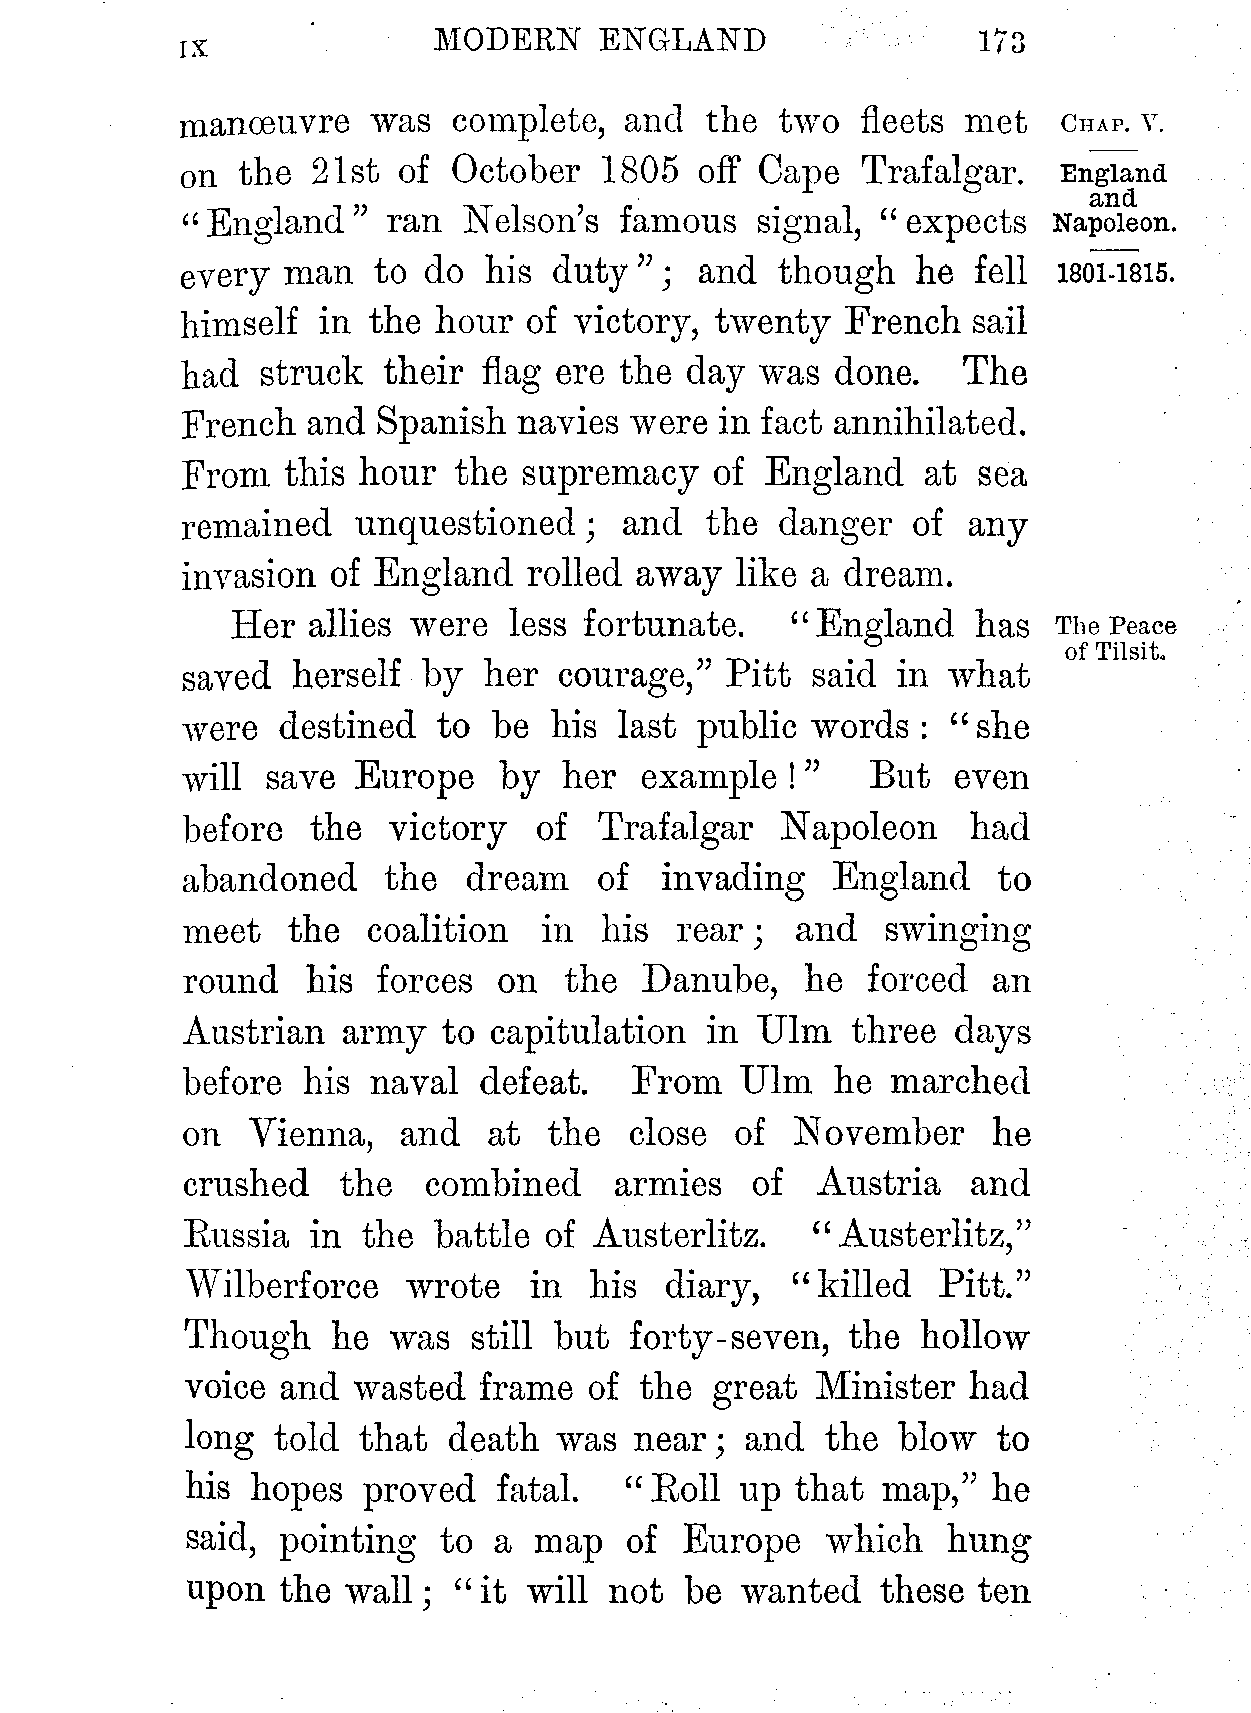 IX MODERN ENGLAND 173
manœuvre was complete, and the two fleets met
on the 21st of October 1805 off Cape Trafalgar.
“England” ran Nelson's famous signal, “expects
every man to do his duty”; and though he fell
himself in the hour of victory, twenty French sail
had struck their flag ere the day was done. The
French and Spanish navies were in fact annihilated.
From this hour the supremacy of England at sea
remained unquestioned; and the danger of any
invasion of England rolled away like a dream.
Her allies were less fortunate. “England has
saved herself by her courage,” Pitt said in what
were destined to be his last public words: “she
will save Europe by her example!” But even
before the victory of Trafalgar Napoleon had
abandoned the dream of invading England to
meet the coalition in his rear; and swinging
round his forces on the Danube, he forced an
Austrian army to capitulation in Ulm three days
before his naval defeat. From Ulm he marched
on Vienna, and at the close of November he
crushed the combined armies of Austria and
Russia in the battle of Austerlitz. “Austerlitz,”
Wilberforce wrote in his diary, “killed Pitt.”
Though he was still but forty-seven, the hollow
voice and wasted frame of the great Minister had
long told that death was near; and the blow to
his hopes proved fatal. “Roll up that map,” he
said, pointing to a map of Europe which hung
upon the wall; “it will not be wanted these ten
CHAP. V.
England
and
Napoleon.
1801-1815.
The Peace
of Tilsit.